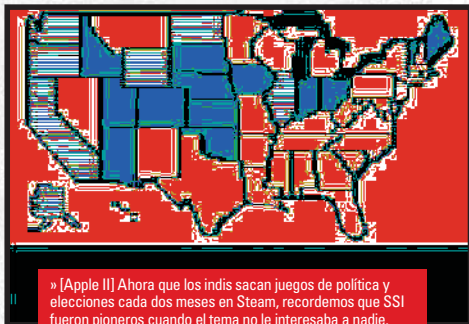 » [Apple II] Ahora que los indis sacan juegos de política y
elecciones cada dos meses en Steam, recordemos que SSI
fueron pioneros cuando el tema no le interesaba a nadie.